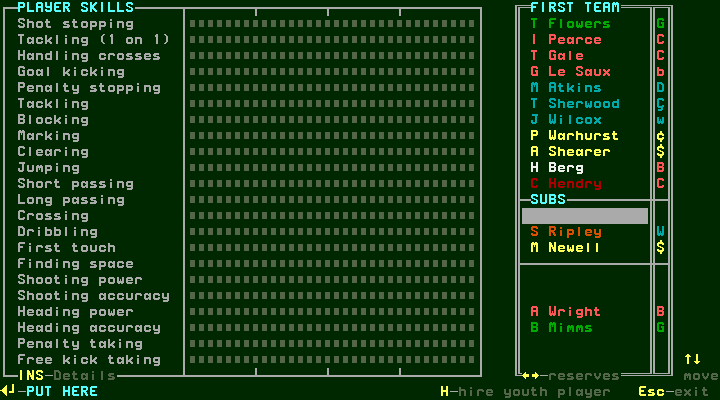 PLAYER SKILLS
Shot stopping
Tackling (1 on 1)
Handling crosses
Goal kicking
Penalty stopping
Tackling
Blocking
Marking
Clearing
Jumping
Short passing
Long passing
Crossing
Dribbling
First touch
Finding space
Shooting power
Shooting accuracy
Heading power
Heading accuracy
Penalty taking
Free kick taking
INS-Details
PUT HERE
FIRST TEAM
T Flowers G
I Pearce C
T Gale C
G Le Saux b
M Atkins D
T Sherwood Ç
J Wilcox w
P Warhurst ¢
A Shearer $
H Berg B
C Hendry C
SUBS
S Ripley W
M Newell $
A Wright B
B Mimms G
reserves
move
H-hire youth player
Esc-exit